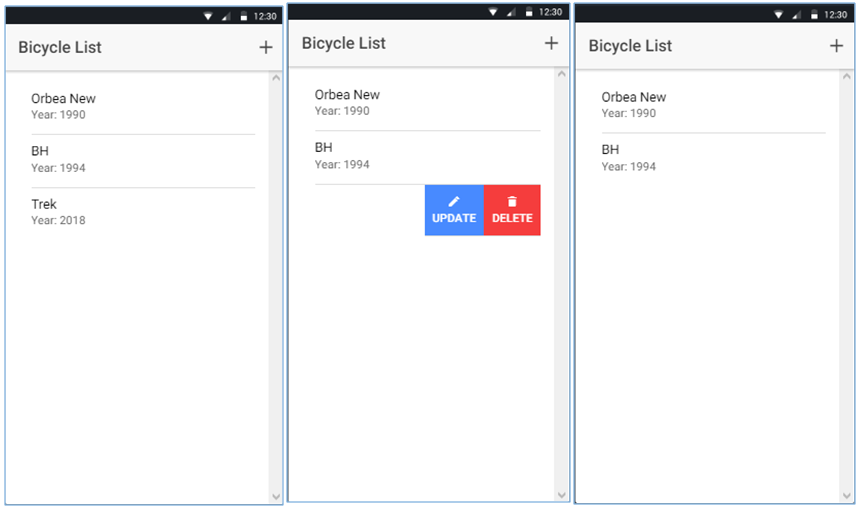 12:30
Bicycle List +
Orbea New
Year: 1990
BH
Year: 1994
Trek
Year: 2018
12:30
Bicycle List +
Orbea New
Year: 1990
BH
Year: 1994
UPDATE DELETE
12:30
Bicycle List +
Orbea New
Year: 1990
BH
Year: 1994